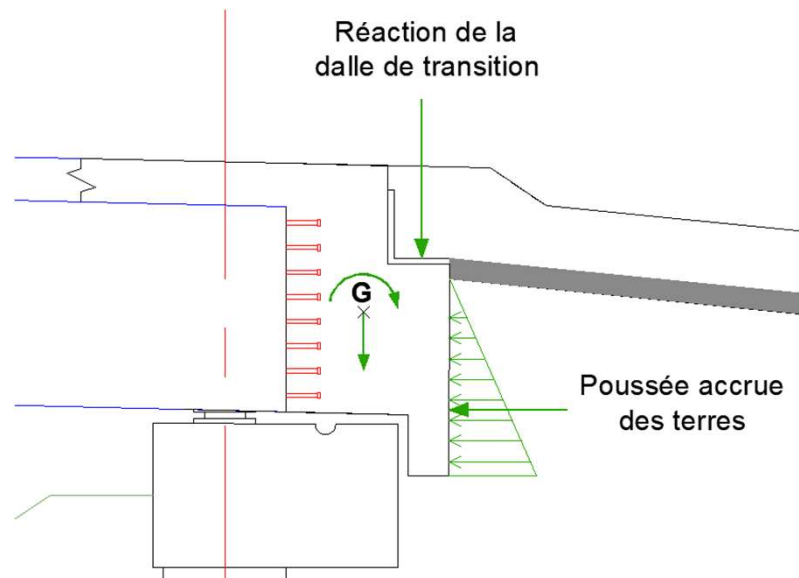 Réaction de la
dalle de transition
G
Poussée accrue
des terres